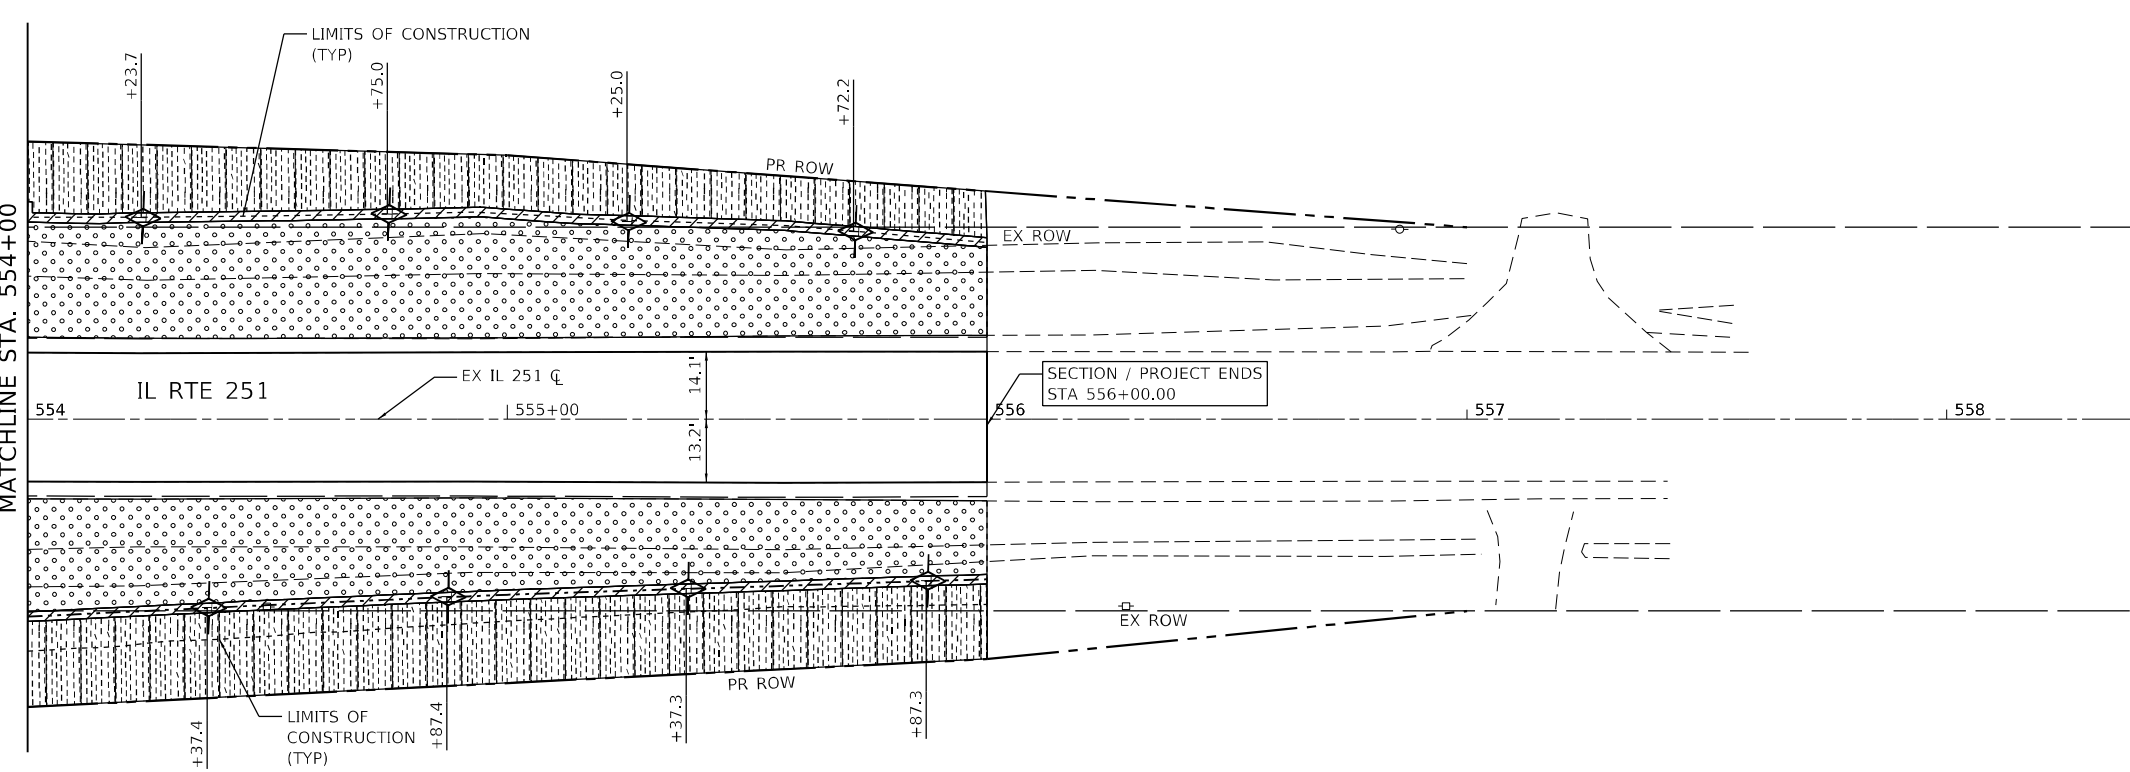 LIMITS OF CONSTRUCTION
(TYP)
+23.7
+75.0
+25.0
+72.2
PR ROW
MATCHLINE STA. 554+00
EX ROW
IL RTE 251
EX IL 251 ℄
14.1'
SECTION / PROJECT ENDS
STA 556+00.00
554
555+00
556
557
558
13.2'
EX ROW
PR ROW
+37.4
+87.4
+37.3
+87.3
LIMITS OF
CONSTRUCTION
(TYP)